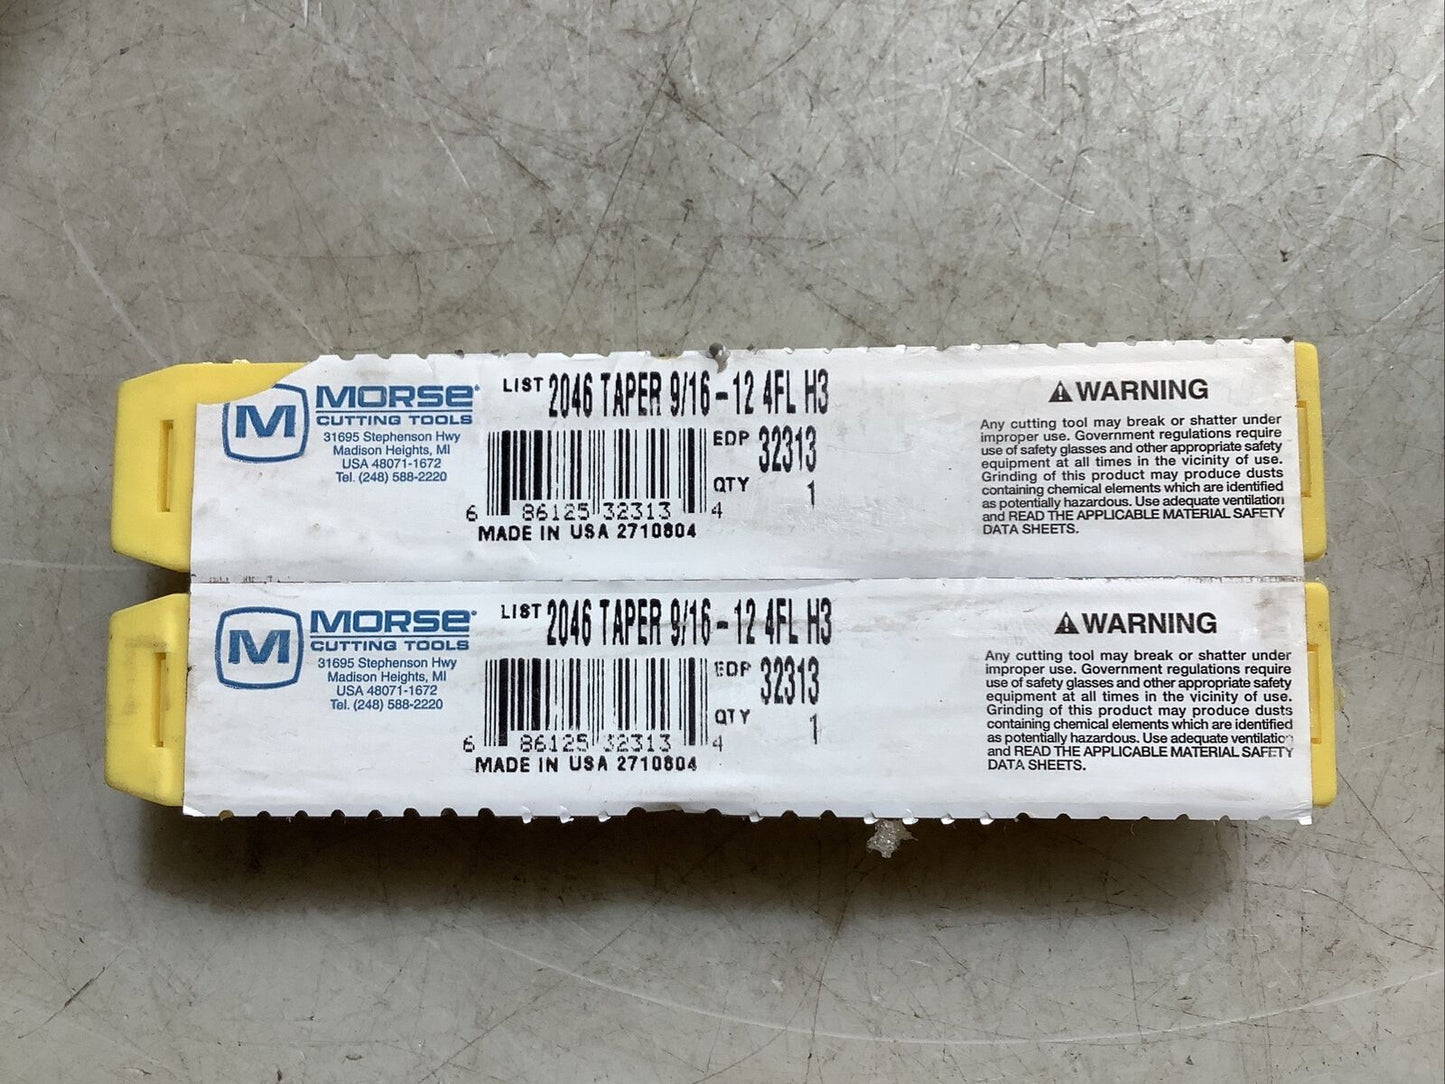 M MORSE
CUTTING TOOLS
31695 Stephenson Hwy
Madison Heights, MI
USA 48071-1672
Tel. (248) 588-2220
LIST 2046 TAPER 9/16-12 4FL H3
EDP 32313
QTY 1
6 86125 32313 4
MADE IN USA 2710804
WARNING
Any cutting tool may break or shatter under
improper use. Government regulations require
use of safety glasses and other appropriate safety
equipment at all times in the vicinity of use.
Grinding of this product may produce dusts
containing chemical elements which are identified
as potentially hazardous. Use adequate ventilation
and READ THE APPLICABLE MATERIAL SAFETY
DATA SHEETS.
M MORSE
CUTTING TOOLS
31695 Stephenson Hwy
Madison Heights, MI
USA 48071-1672
Tel. (248) 588-2220
LIST 2046 TAPER 9/16-12 4FL H3
EDP 32313
QTY 1
6 86125 32313 4
MADE IN USA 2710804
WARNING
Any cutting tool may break or shatter under
improper use. Government regulations require
use of safety glasses and other appropriate safety
equipment at all times in the vicinity of use.
Grinding of this product may produce dusts
containing chemical elements which are identified
as potentially hazardous. Use adequate ventilation
and READ THE APPLICABLE MATERIAL SAFETY
DATA SHEETS.